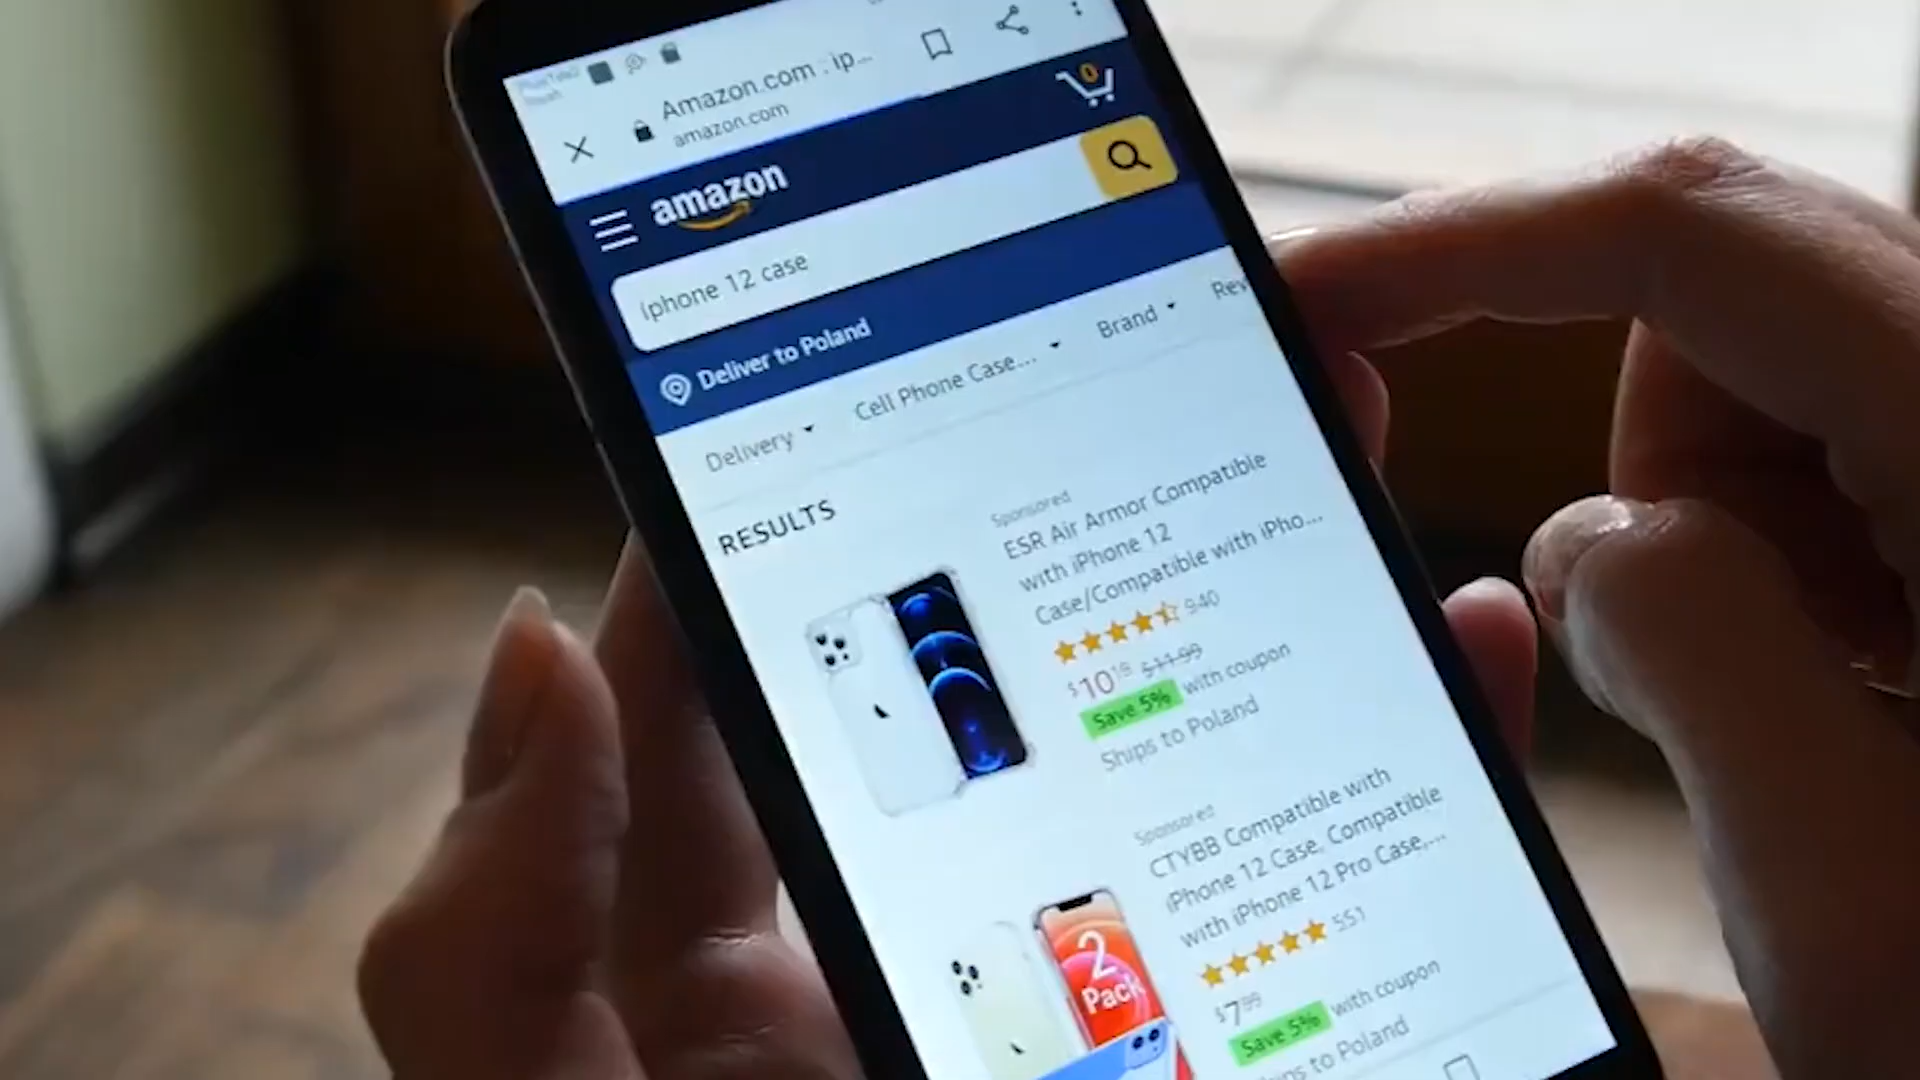 Amazon.com : ip...
amazon.com
0
amazon
iphone 12 case
Deliver to Poland
Delivery
Cell Phone Case...
Brand
Rev
RESULTS
Sponsored
ESR Air Armor Compatible
with iPhone 12
Case/Compatible with iPho...
940
$10 18 $11.99
Save 5% with coupon
Ships to Poland
Sponsored
CTYBB Compatible with
iPhone 12 Case, Compatible
with iPhone 12 Pro Case,...
551
$7 99
Save 5% with coupon
to Poland
2
Pack